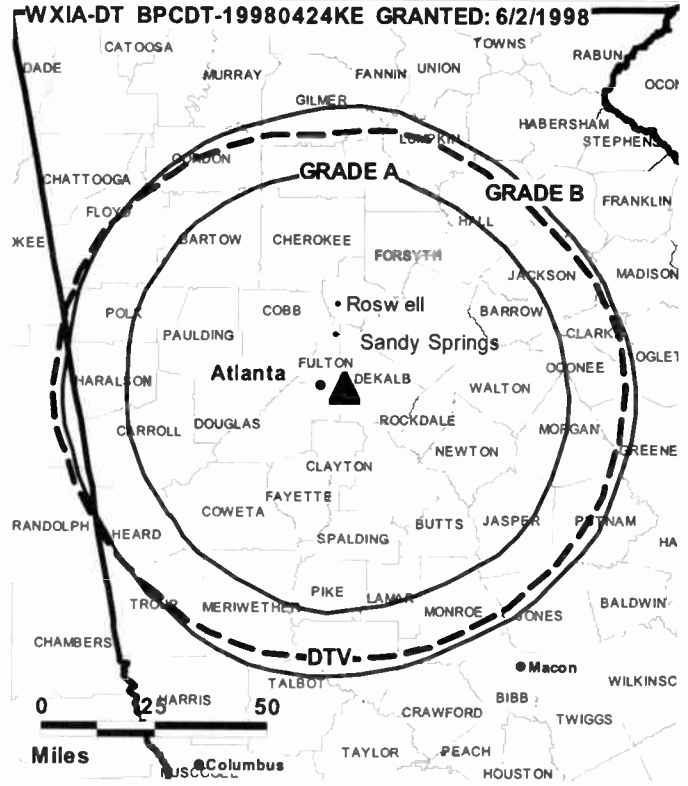 WXIA-DT BPCDT-19980424KE GRANTED: 6/2/1998
TOWNS
CATOOSA
RABUN
DADE
MURRAY
FANNIN
UNION
OCO
GILMER
HABERSHAM
LUMPKIN
STEPHENS
GORDON
GRADE A
CHATTOOGA
GRADE B
FRANKLIN
FLOYD
HALL
BARTOW
CHEROKEE
KEE
FORSYTH
JACKSON
MADISON
Roswell
POLK
COBB
BARROW
PAULDING
Sandy Springs
CLARK
OGLET
FULTON
OCONEE
Atlanta
DEKALB
HARALSON
WALTON
DOUGLAS
ROCKDALE
CARROLL
MORGAN
NEWTON
GREENE
CLAYTON
FAYETTE
COWETA
RANDOLPH
HEARD
BUTTS
JASPER
PUTNAM
SPALDING
HA
PIKE
LAMAR
TROUP
MERIWETHER
MONROE
JONES
BALDWIN
CHAMBERS
DTV
Macon
TALBOT
WILKINSC
HARRIS
BIBB
0 25 50
CRAWFORD
TWIGGS
Miles
TAYLOR
PEACH
Columbus
HOUSTON